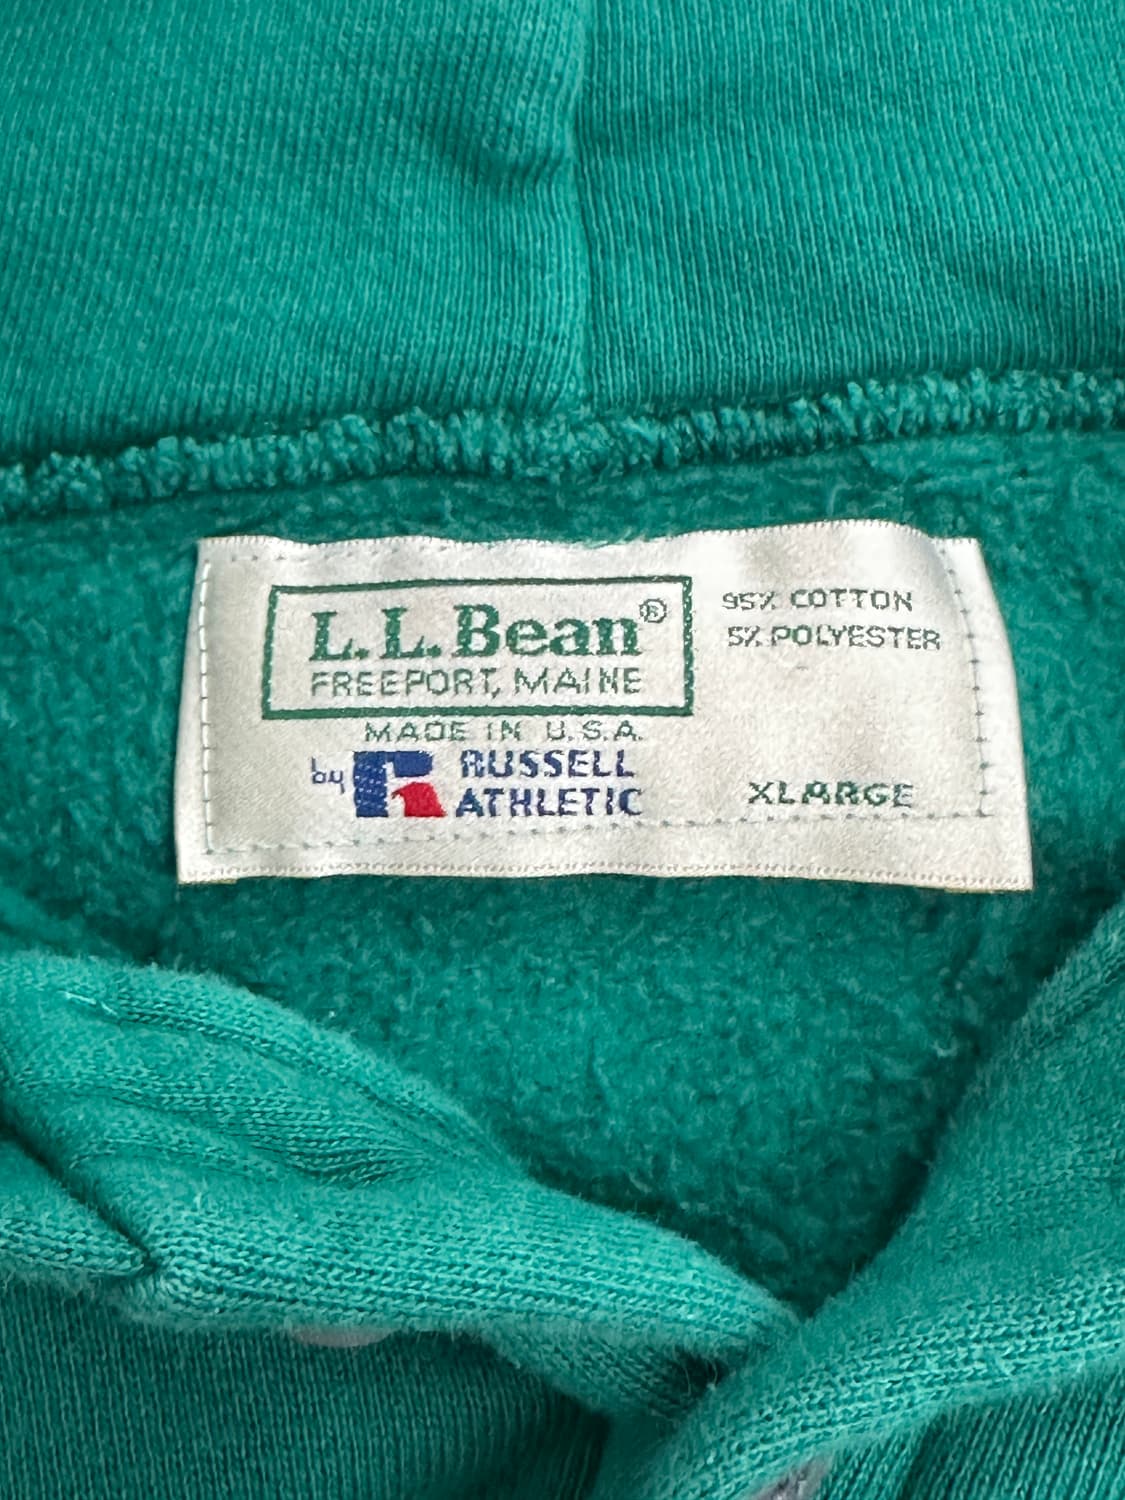 L.L.Bean®
FREEPORT, MAINE
MADE IN U.S.A.
by R RUSSELL
ATHLETIC
95% COTTON
5% POLYESTER
XLARGE